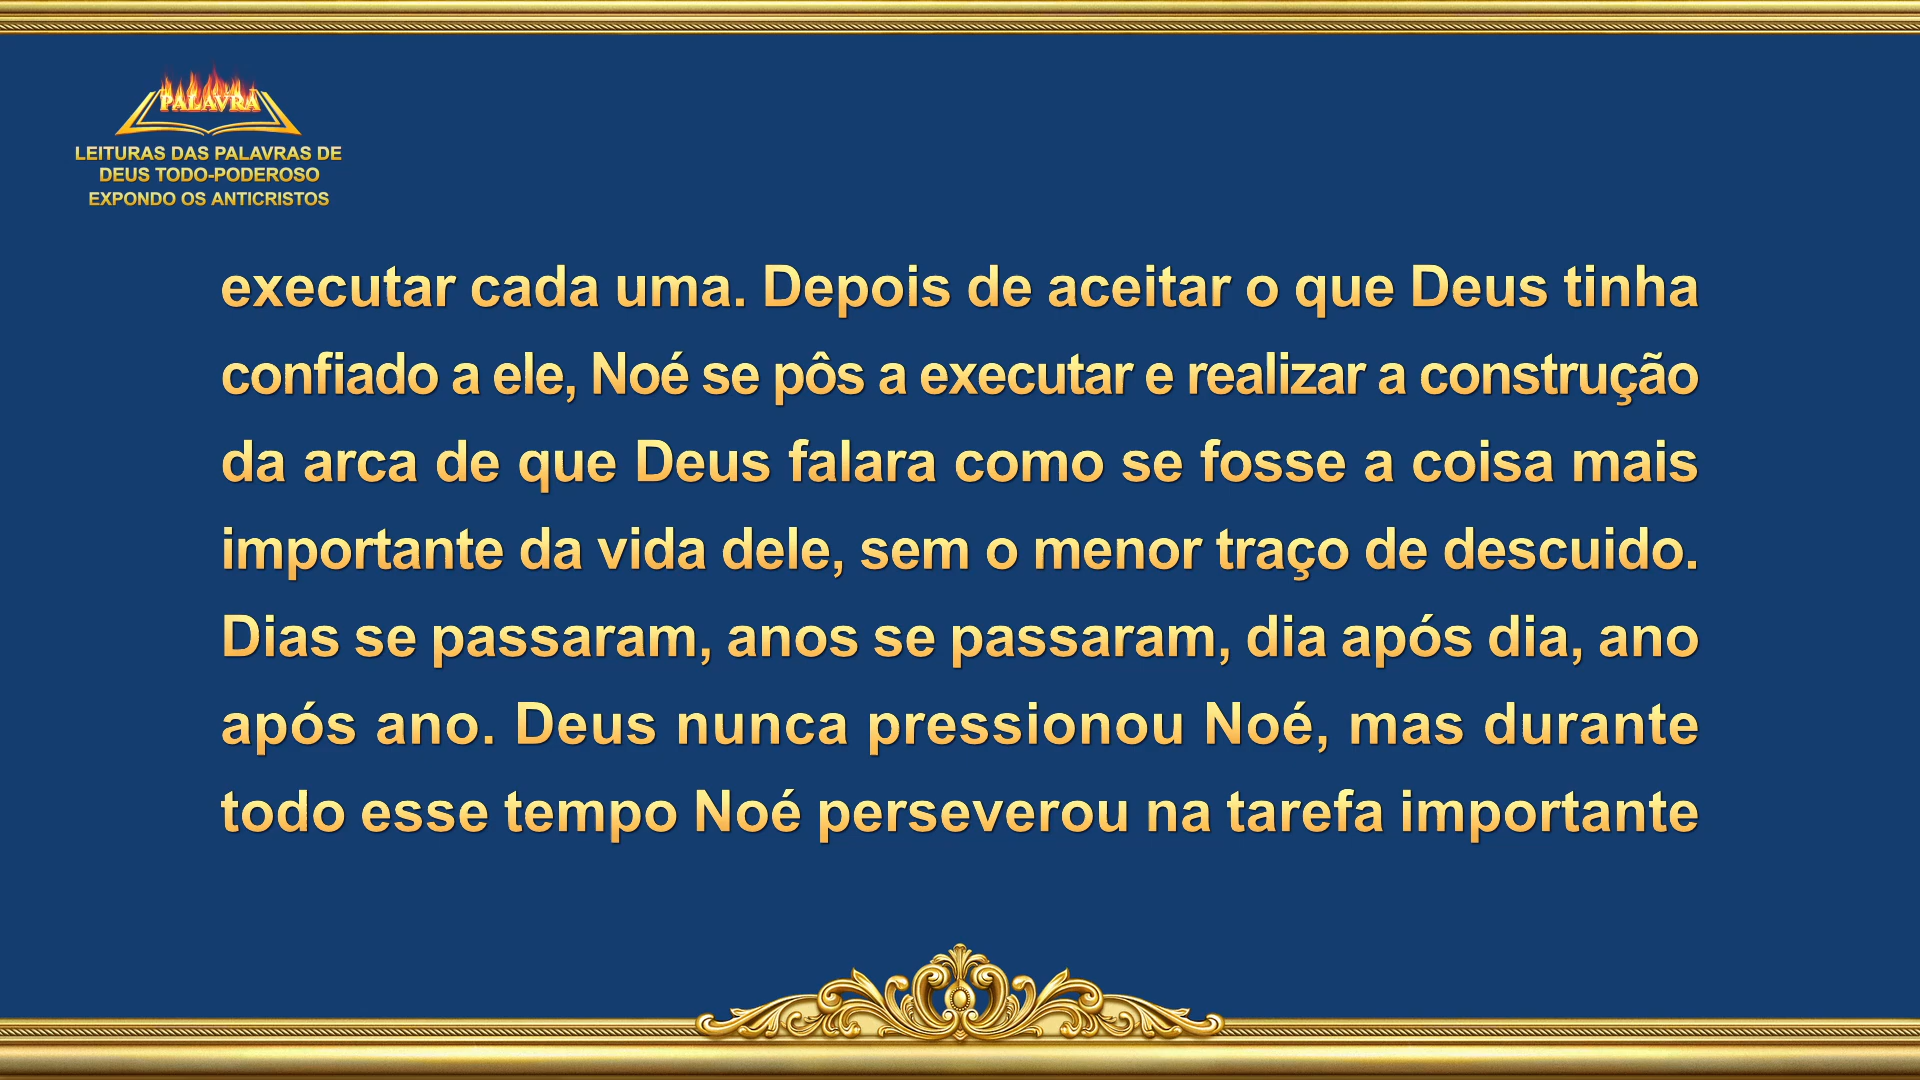 PALAVRA
LEITURAS DAS PALAVRAS DE
DEUS TODO-PODEROSO
EXPONDO OS ANTICRISTOS
executar cada uma. Depois de aceitar o que Deus tinha
confiado a ele, Noé se pôs a executar e realizar a construção
da arca de que Deus falara como se fosse a coisa mais
importante da vida dele, sem o menor traço de descuido.
Dias se passaram, anos se passaram, dia após dia, ano
após ano. Deus nunca pressionou Noé, mas durante
todo esse tempo Noé perseverou na tarefa importante